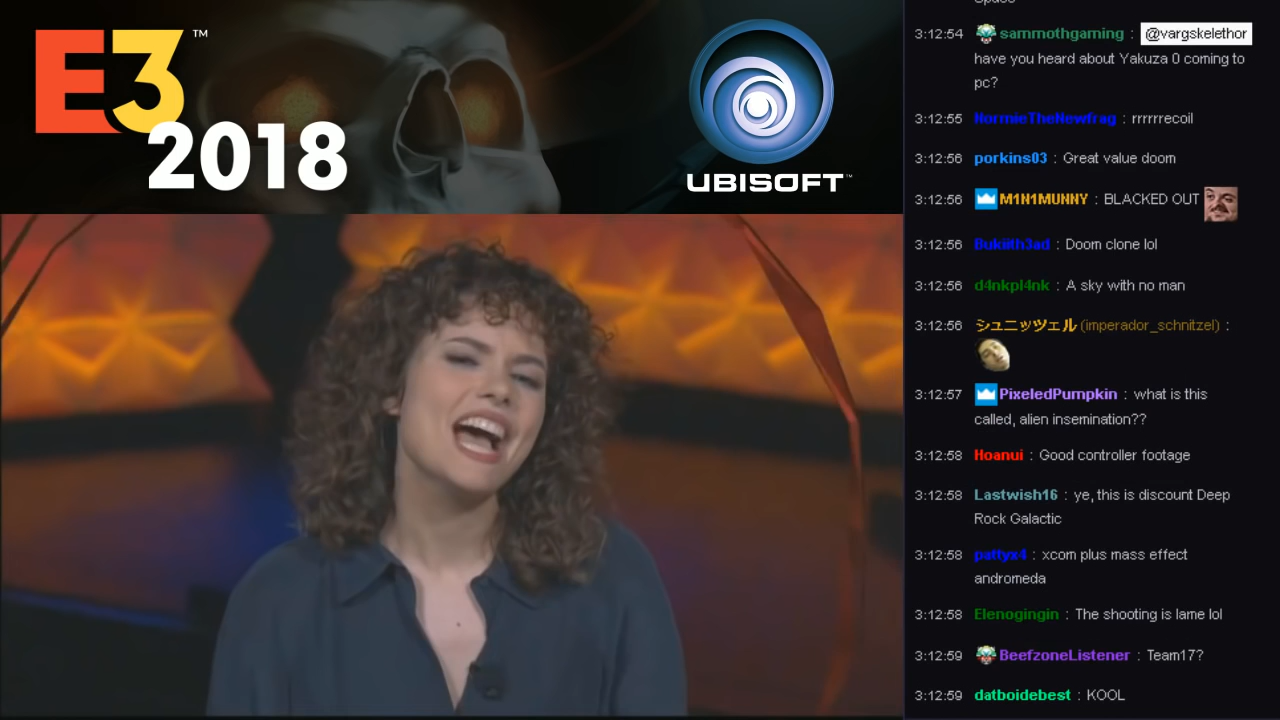 E3™
2018
UBISOFT™
3:12:54 sammothgaming : @vargskelethor
have you heard about Yakuza 0 coming to
pc?
3:12:55 NormieTheNewfrag : rrrrrrecoil
3:12:56 porkins03 : Great value doom
3:12:56 M1N1MUNNY : BLACKED OUT
3:12:56 Bukiith3ad : Doom clone lol
3:12:56 d4nkpl4nk : A sky with no man
3:12:56 シュニッツェル (imperador_schnitzel) :
3:12:57 PixeledPumpkin : what is this
called, alien insemination??
3:12:58 Hoanui : Good controller footage
3:12:58 Lastwish16 : ye, this is discount Deep
Rock Galactic
3:12:58 pattyx4 : xcom plus mass effect
andromeda
3:12:58 Elenogingin : The shooting is lame lol
3:12:59 BeefzoneListener : Team17?
3:12:59 datboidebest : KOOL